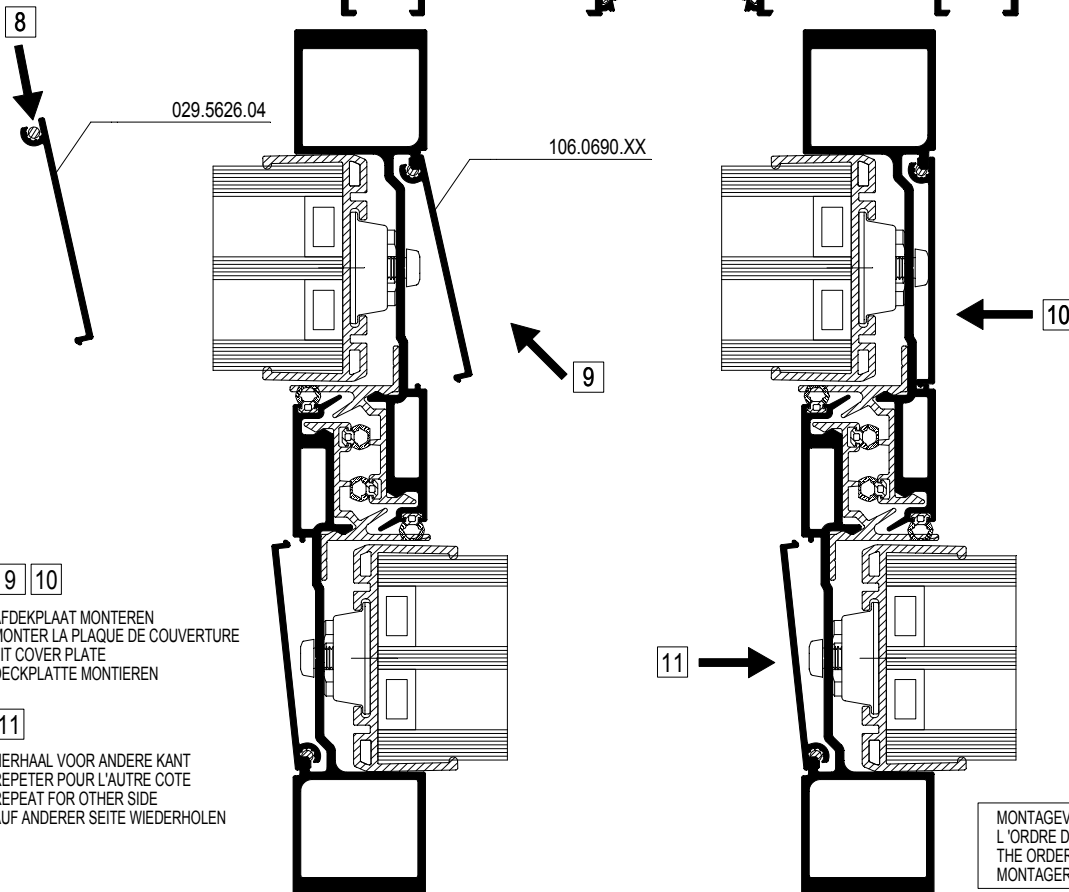 8
029.5626.04
106.0690.XX
9
10
9 10
AFDEKPLAAT MONTEREN
MONTER LA PLAQUE DE COUVERTURE
FIT COVER PLATE
DECKPLATTE MONTIEREN
11
11
HERHAAL VOOR ANDERE KANT
REPETER POUR L'AUTRE COTE
REPEAT FOR OTHER SIDE
AUF ANDERER SEITE WIEDERHOLEN
MONTAGEV
L'ORDRE D
THE ORDER
MONTAGER